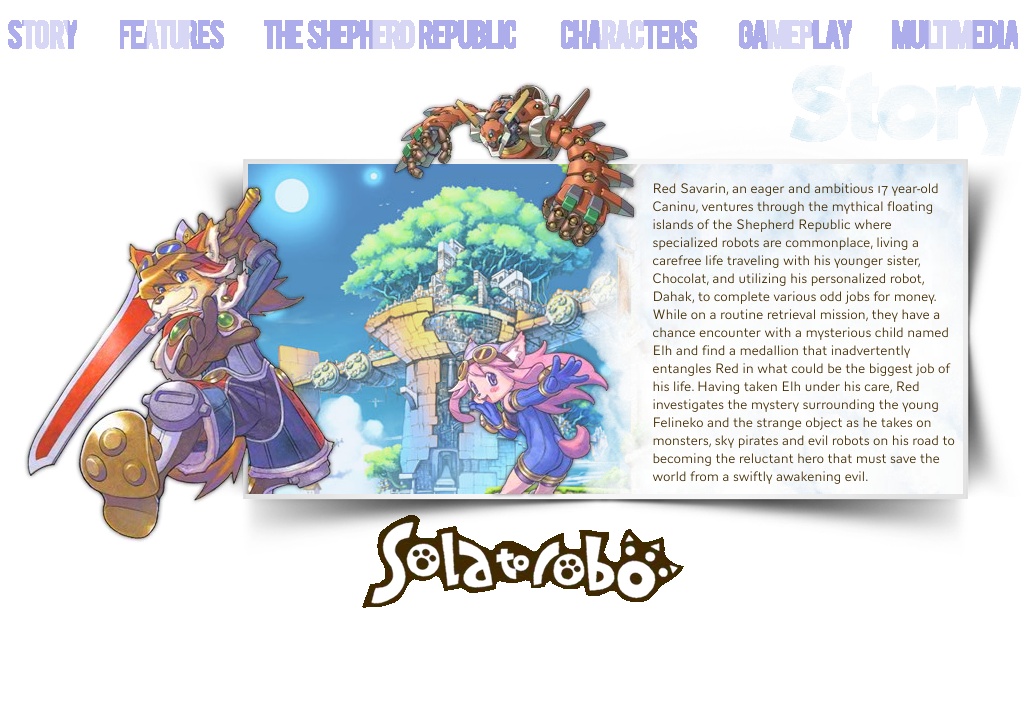 STORY FEATURES THE SHEPHERD REPUBLIC CHARACTERS GAMEPLAY MULTIMEDIA
Story
Red Savarin, an eager and ambitious 17 year-old
Caninu, ventures through the mythical floating
islands of the Shepherd Republic where
specialized robots are commonplace, living a
carefree life traveling with his younger sister,
Chocolat, and utilizing his personalized robot,
Dahak, to complete various odd jobs for money.
While on a routine retrieval mission, they have a
chance encounter with a mysterious child named
Elh and find a medallion that inadvertently
entangles Red in what could be the biggest job of
his life. Having taken Elh under his care, Red
investigates the mystery surrounding the young
Felineko and the strange object as he takes on
monsters, sky pirates and evil robots on his road to
becoming the reluctant hero that must save the
world from a swiftly awakening evil.
Solatorobo